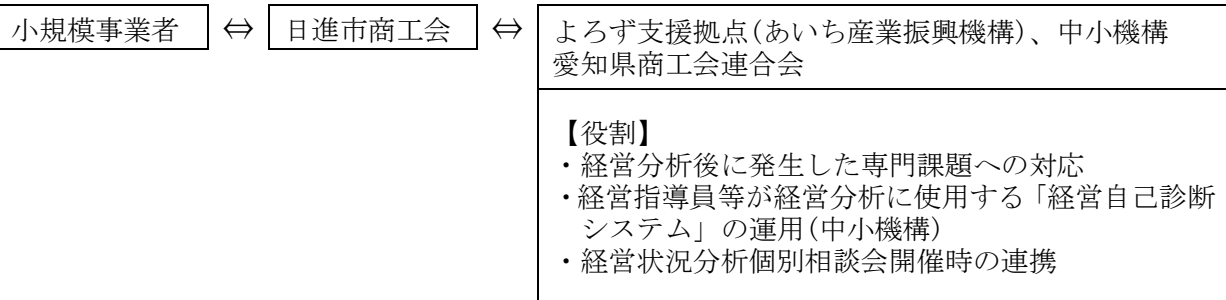 小規模事業者 ⇔ 日進市商工会 ⇔ よろず支援拠点(あいち産業振興機構)、中小機構
愛知県商工会連合会
【役割】
・経営分析後に発生した専門課題への対応
・経営指導員等が経営分析に使用する「経営自己診断
システム」の運用(中小機構)
・経営状況分析個別相談会開催時の連携